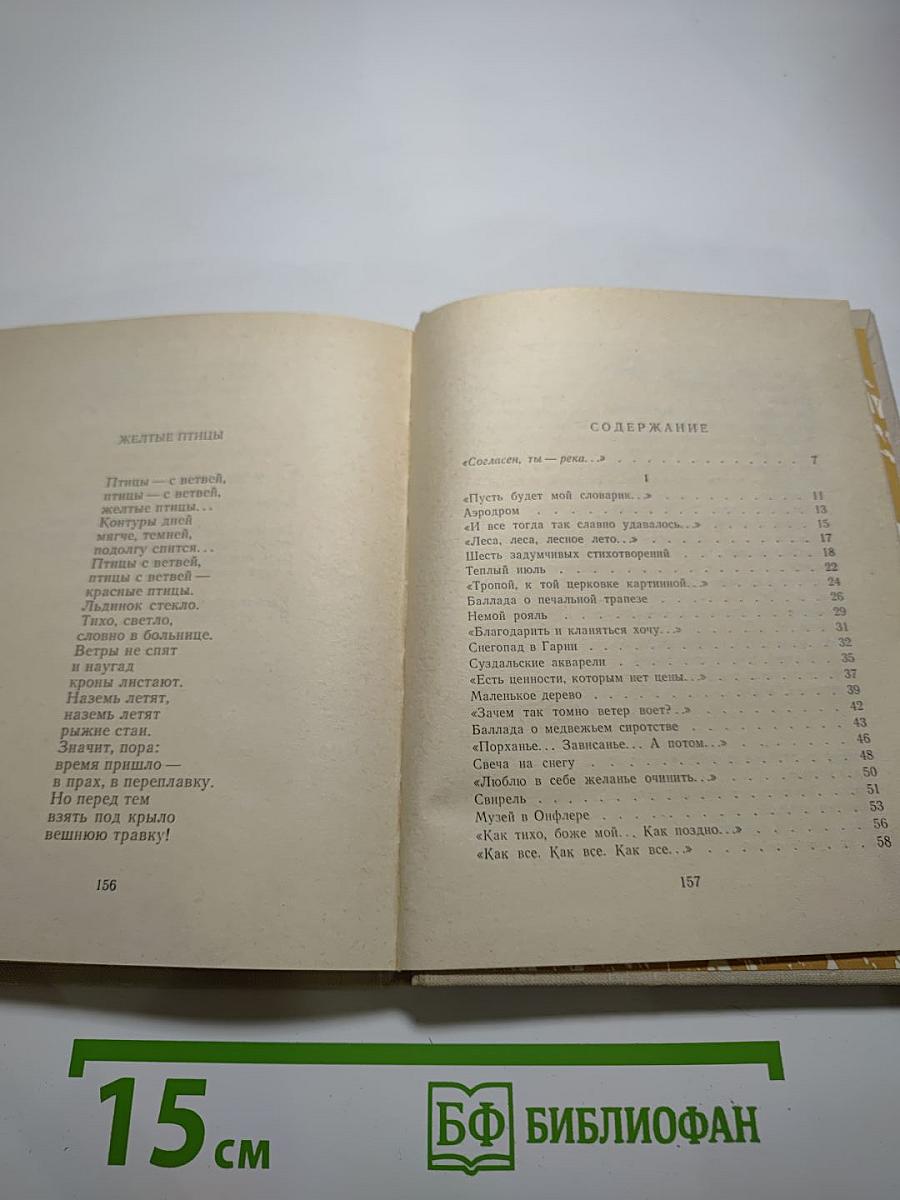 ЖЕЛТЫЕ ПТИЦЫ
Птицы — с ветвей,
птицы — с ветвей,
желтые птицы...
Контуры дней
мягче, темней,
подолгу спится...
Птицы с ветвей,
птицы с ветвей —
красные птицы.
Льдинок стекло.
Тихо, светло,
словно в больнице.
Ветры не спят
и наугад
кроны листают.
Наземь летят,
наземь летят
рыжие стаи.
Значит, пора:
время пришло —
в прах, в переплавку.
Но перед тем
взять под крыло
вешнюю травку!
156
СОДЕРЖАНИЕ
«Согласен, ты — река...» . . . . . . . . . . . . 7
I
«Пусть будет мой словарик...» . . . . . . . . . 11
Аэродром . . . . . . . . . . . . . . . . 13
«И все тогда так славно удавалось...» . . . . . . . 15
«Леса, леса, лесное лето...» . . . . . . . . . . 17
Шесть задумчивых стихотворений . . . . . . . . 18
Теплый июль . . . . . . . . . . . . . . . 22
«Тропой, к той церковке картинной...» . . . . . . . 24
Баллада о печальной трапезе . . . . . . . . . . 26
Немой рояль . . . . . . . . . . . . . . . 29
«Благодарить и кланяться хочу...» . . . . . . . . 31
Снегопад в Гарни . . . . . . . . . . . . . 32
Суздальские акварели . . . . . . . . . . . . 35
«Есть ценности, которым нет цены...» . . . . . . . 37
Маленькое дерево . . . . . . . . . . . . . 39
«Зачем так томно ветер воет?..» . . . . . . . . . 42
Баллада о медвежьем сиротстве . . . . . . . . . 43
«Порханье... Зависанье... А потом...» . . . . . . . 46
Свеча на снегу . . . . . . . . . . . . . . 48
«Люблю в себе желанье очинить...» . . . . . . . . 50
Свирель . . . . . . . . . . . . . . . . 51
Музей в Онфлере . . . . . . . . . . . . . 53
«Как тихо, боже мой... Как поздно...» . . . . . . . 56
«Как все. Как все. Как все...» . . . . . . . . . 58
157
15 см
БФ БИБЛИОФАН